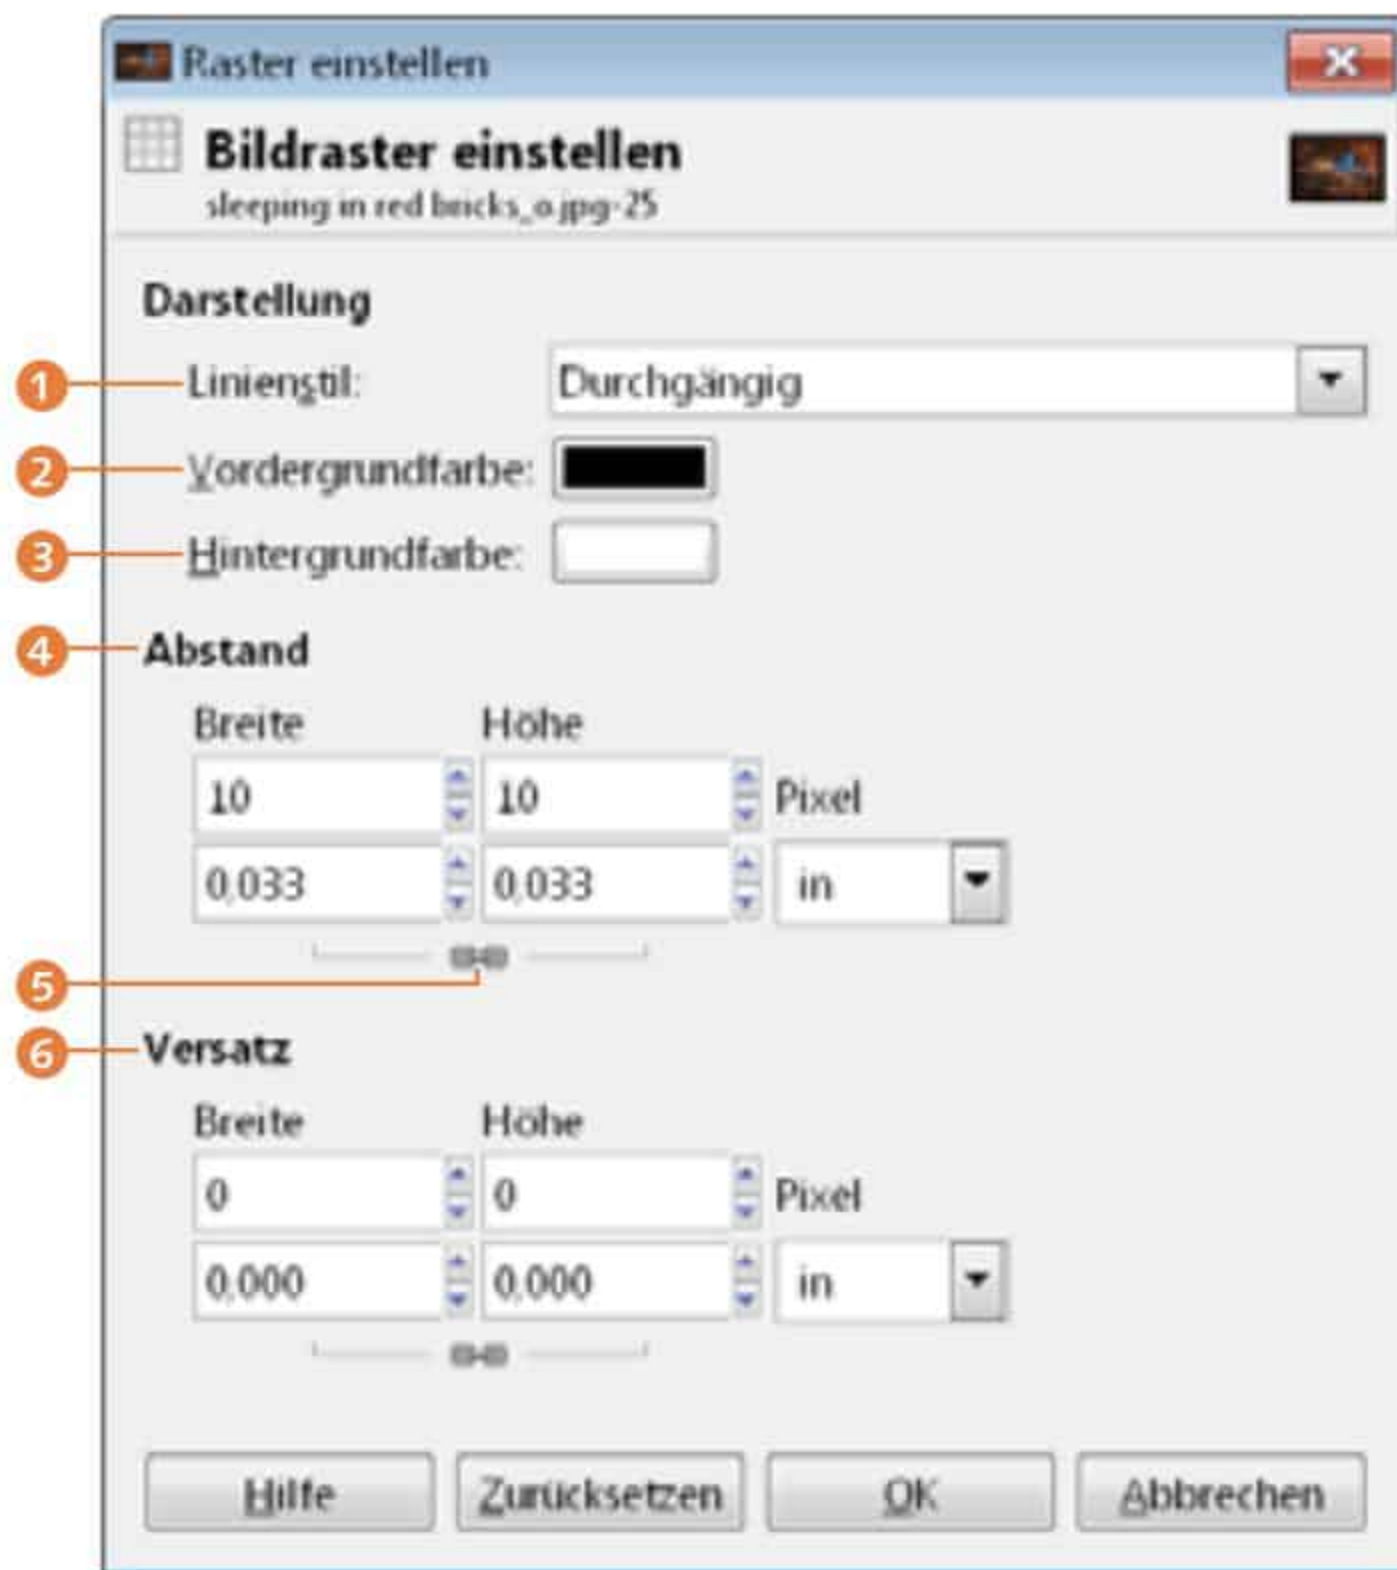 Raster einstellen
Bildraster einstellen
sleeping in red bricks_o.jpg-25
Darstellung
1 Linienstil: Durchgängig
2 Vordergrundfarbe:
3 Hintergrundfarbe:
4 Abstand
Breite Höhe
10 10 Pixel
0,033 0,033 in
5
6 Versatz
Breite Höhe
0 0 Pixel
0,000 0,000 in
Hilfe Zurücksetzen OK Abbrechen